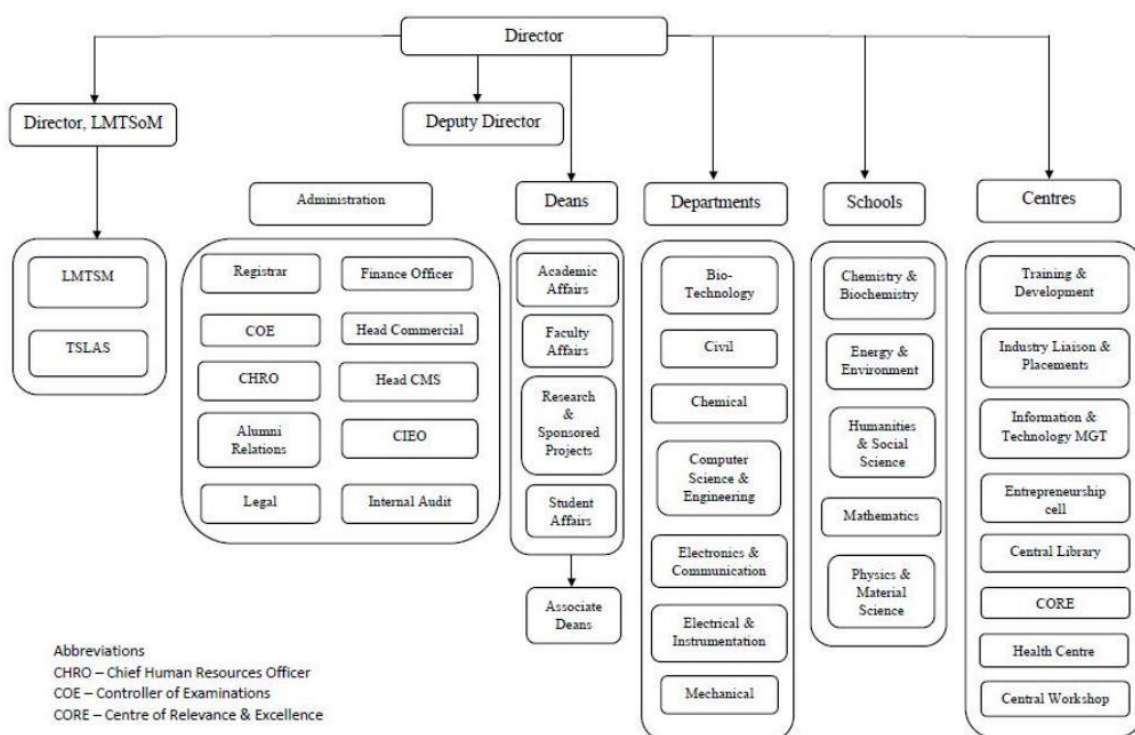 Director
Director, LMTSoM
Deputy Director
Administration
Deans
Departments
Schools
Centres
LMTSM
TSLAS
Registrar
Finance Officer
COE
Head Commercial
CHRO
Head CMS
Alumni
Relations
CIEO
Legal
Internal Audit
Academic
Affairs
Faculty
Affairs
Research
&
Sponsored
Projects
Student
Affairs
Associate
Deans
Bio-
Technology
Civil
Chemical
Computer
Science &
Engineering
Electronics &
Communication
Electrical &
Instrumentation
Mechanical
Chemistry &
Biochemistry
Energy &
Environment
Humanities
& Social
Science
Mathematics
Physics &
Material
Science
Training &
Development
Industry Liaison &
Placements
Information &
Technology MGT
Entrepreneurship
cell
Central Library
CORE
Health Centre
Central Workshop
Abbreviations
CHRO – Chief Human Resources Officer
COE – Controller of Examinations
CORE – Centre of Relevance & Excellence